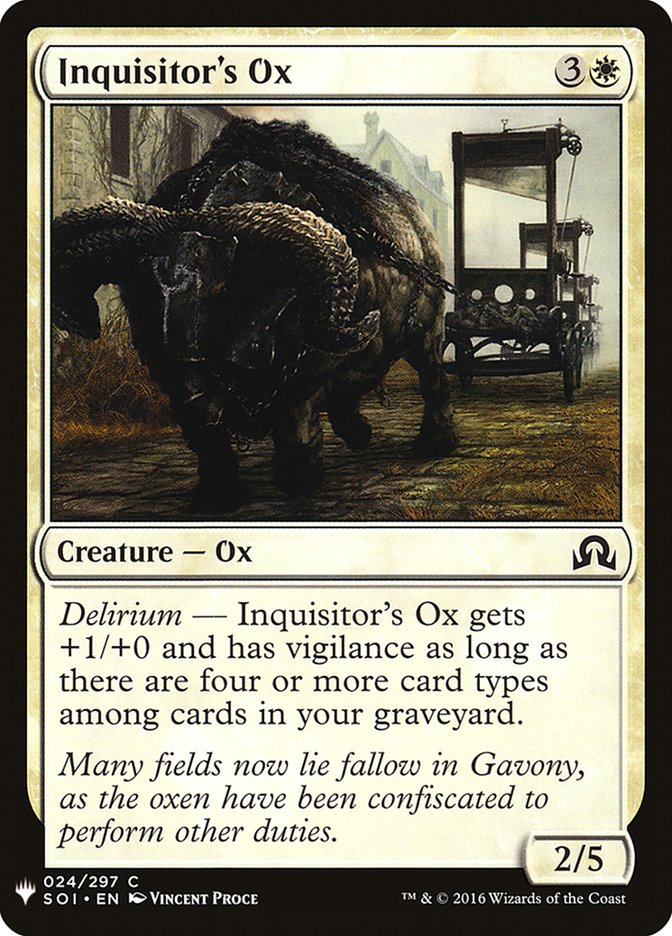 Inquisitor's Ox 3
Creature — Ox
Delirium — Inquisitor's Ox gets
+1/+0 and has vigilance as long as
there are four or more card types
among cards in your graveyard.
Many fields now lie fallow in Gavony,
as the oxen have been confiscated to
perform other duties.
2/5
024/297 C
SOI • EN Vincent Proce
™ & © 2016 Wizards of the Coast